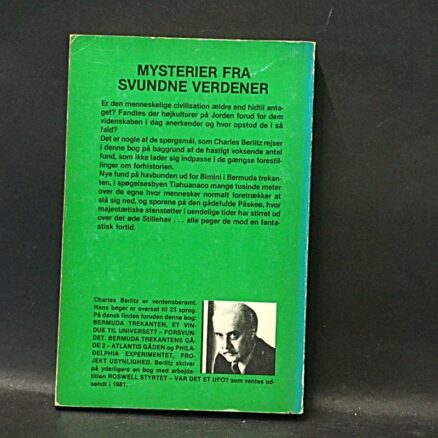 MYSTERIER FRA
SVUNDNE VERDENER
Er den menneskelige civilisation ældre end hidtil anta-
get? Fandtes der højkulturer på Jorden forud for dem
videnskaben i dag anerkender og hvor opstod de i så
fald?
Det er nogle af de spørgsmål, som Charles Berlitz rejser
i denne bog på baggrund af de hastigt voksende antal
fund, som ikke lader sig indpasse i de gængse forestil-
linger om forhistorien.
Nye fund på havbunden ud for Bimini i Bermuda trekan-
ten, i spøgelsesbyen Tiahuanaco mange tusinde meter
over de egne hvor mennesker normalt foretrækker at
slå sig ned, og sporene på den gådefulde Påskeø, hvor
majestætiske stenstøtter i uendelige tider har stirret ud
over det øde Stillehav . . . alle peger de mod en fanta-
stisk fortid.
Charles Berlitz er verdensberømt.
Hans bøger er oversat til 23 sprog.
På dansk findes foruden denne bog:
BERMUDA TREKANTEN, ET VIN-
DUE TIL UNIVERSET? – FORSVUN-
DET. BERMUDA TREKANTENS GÅ-
DE 2 – ATLANTIS GÅDEN og PHILA-
DELPHIA EXPERIMENTET, PRO-
JEKT USYNLIGHED. Berlitz skriver
på yderligere en bog med arbejds-
titlen ROSWELL STYRTET – VAR DET ET UFO? som ventes ud-
sendt i 1981.